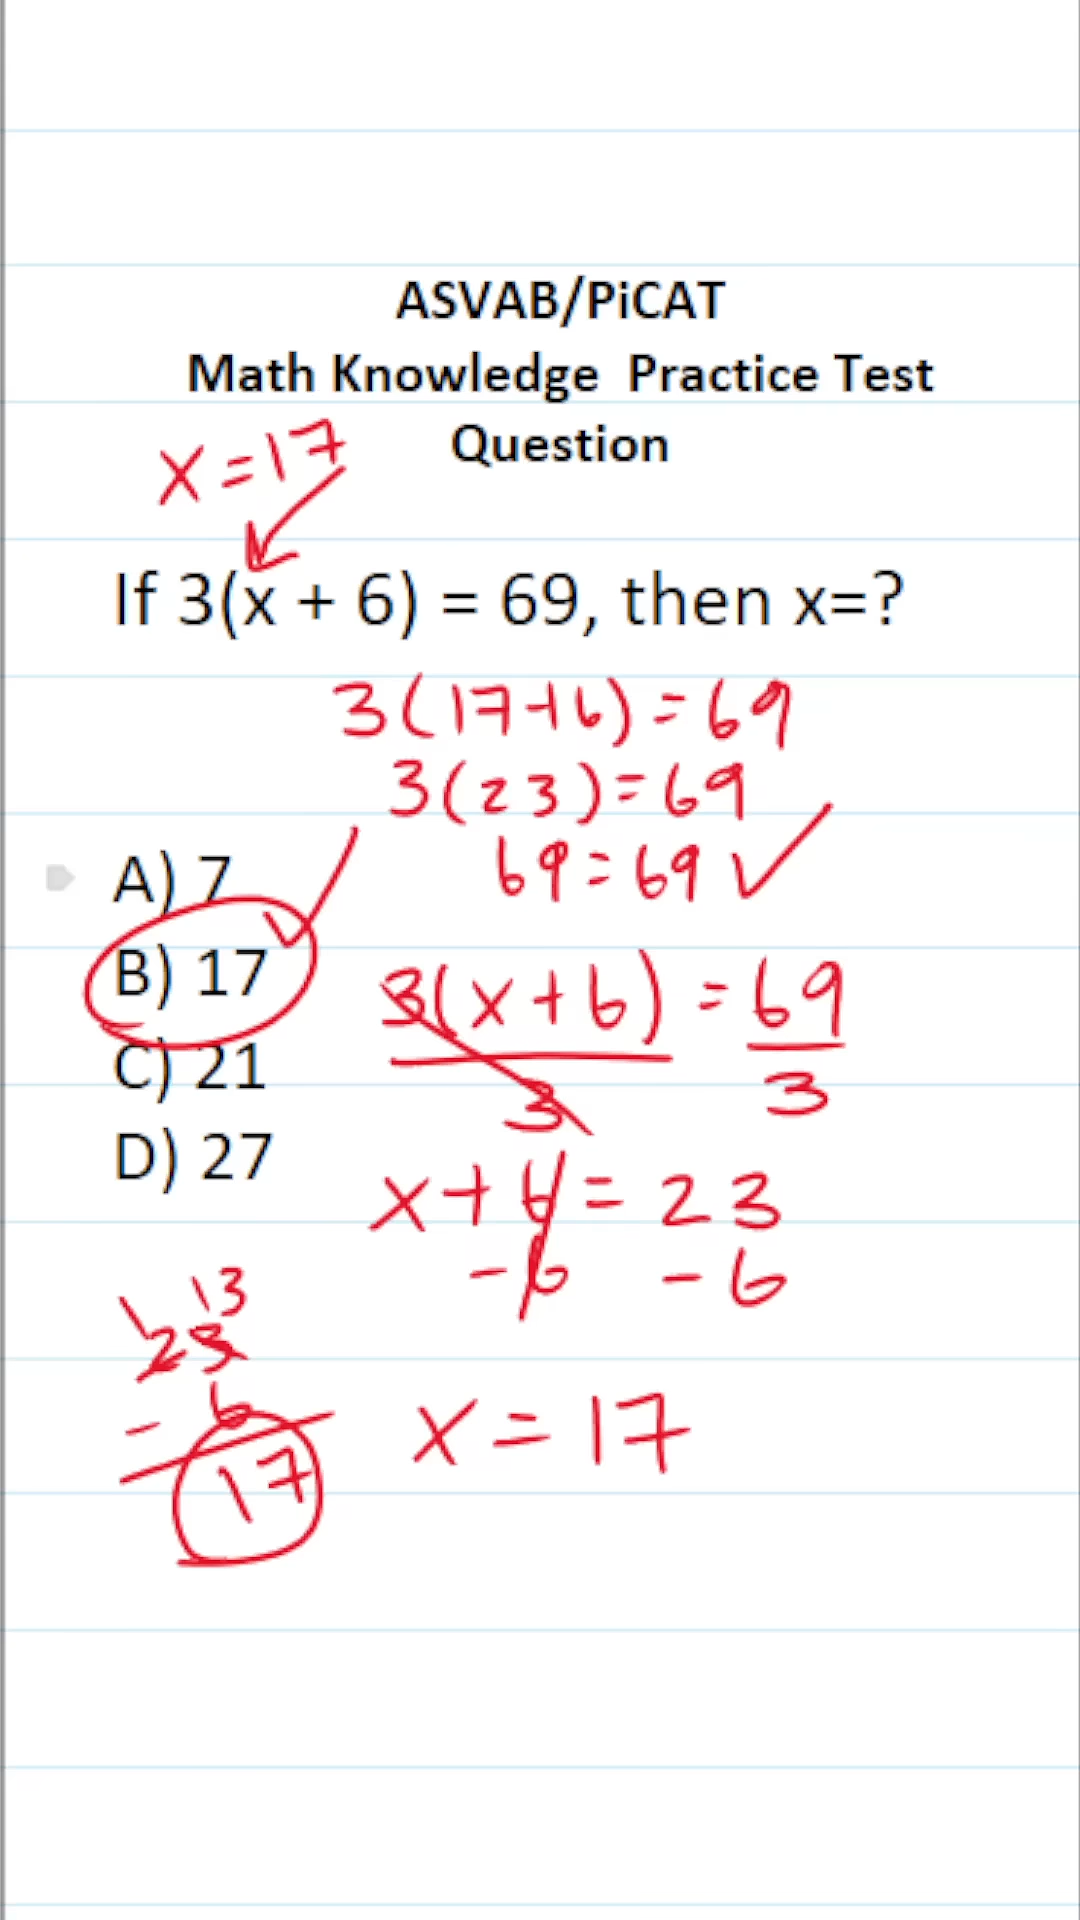 ASVAB/PiCAT
Math Knowledge Practice Test
Question
x=17
If 3(x + 6) = 69, then x=?
3(17+6)=69
3(23)=69
69=69
A) 7
B) 17
C) 21
D) 27
3(x+6) = 69
3 3
x+6 = 23
-6 -6
x = 17
1 13
23
- 6
17